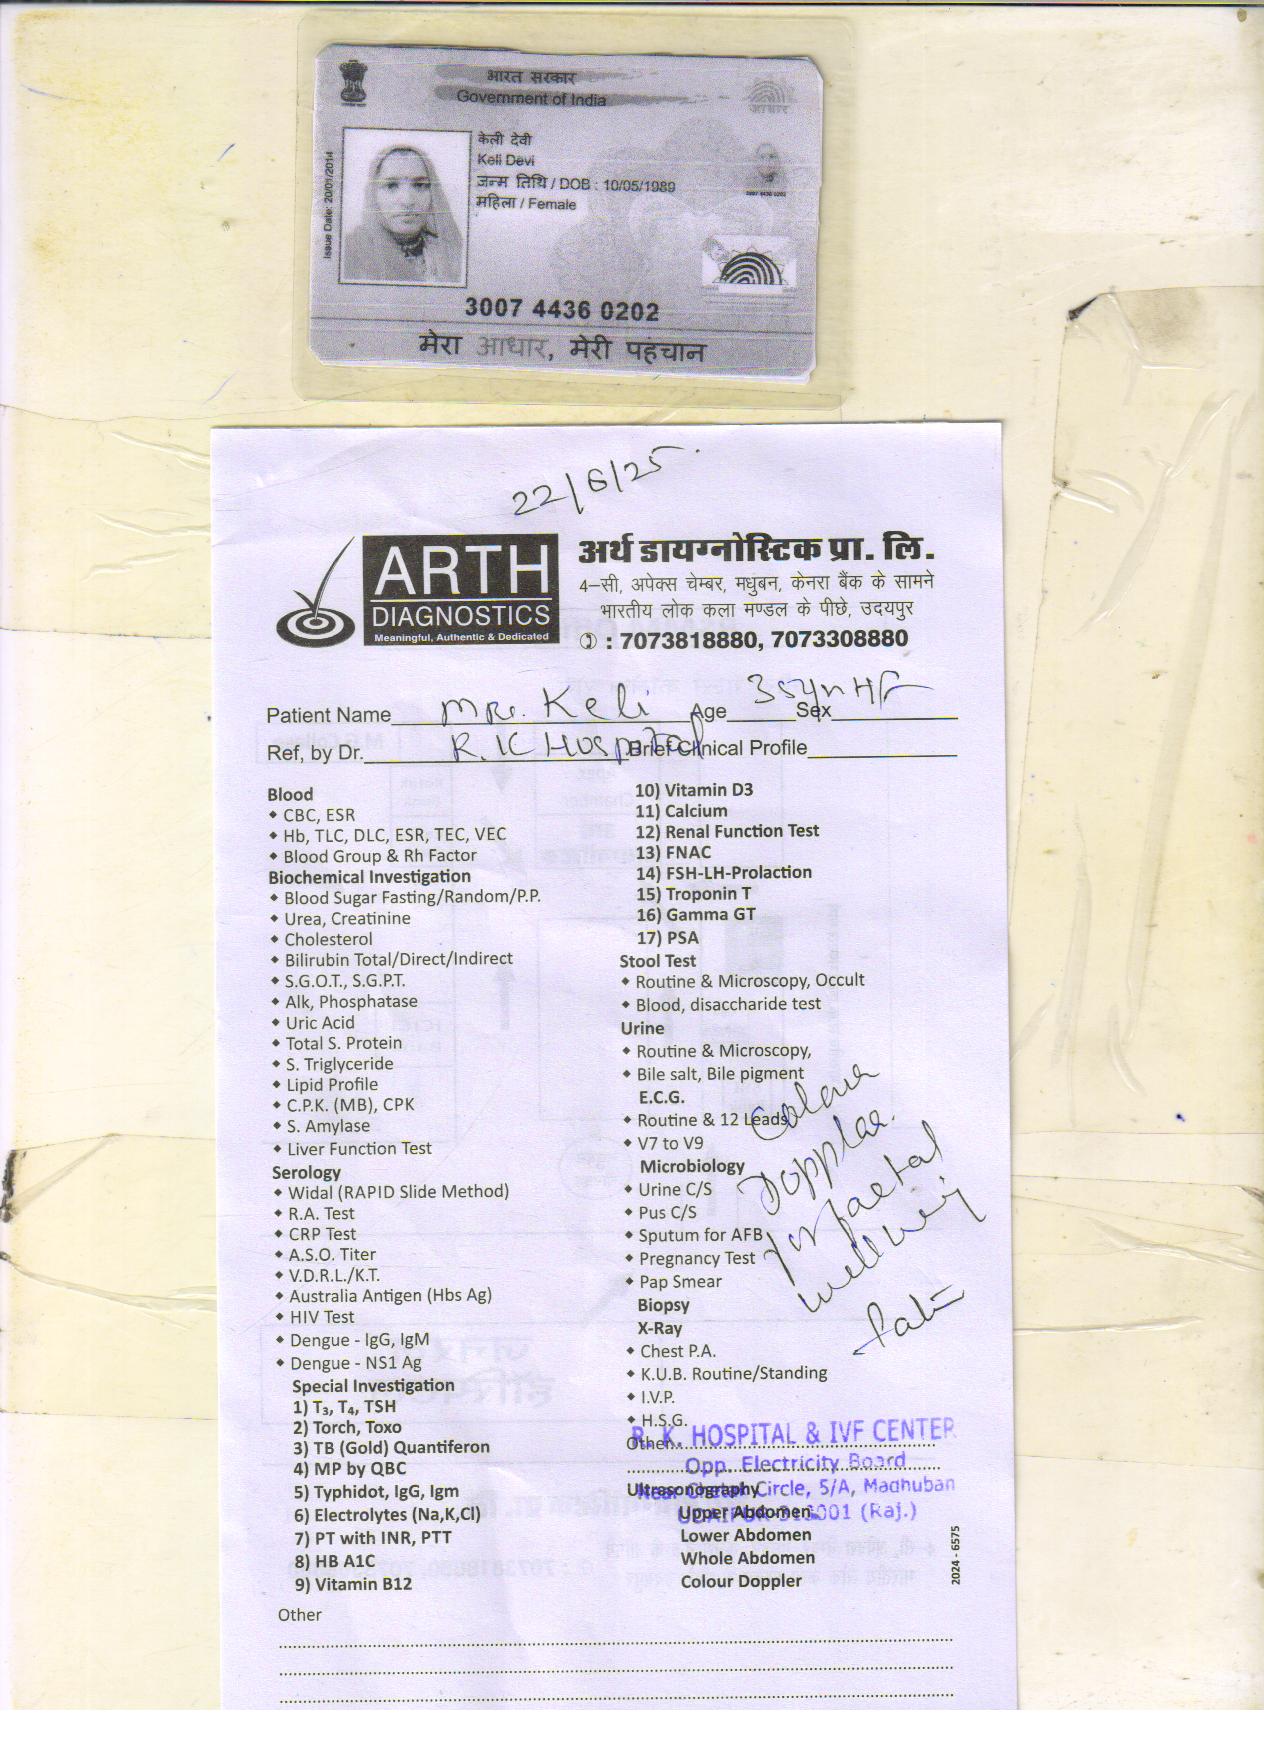 भारत सरकार
Government of India
Issue Date: 20/01/2014
केली देवी
Keli Devi
जन्म तिथि / DOB : 10/05/1989
महिला / Female
3007 4436 0202
3007 4436 0202
मेरा आधार, मेरी पहचान
22/6/25
ARTH
DIAGNOSTICS
Meaningful, Authentic & Dedicated
अर्थ डायग्नोस्टिक प्रा. लि.
4–सी, अपेक्स चेम्बर, मधुबन, केनरा बैंक के सामने
भारतीय लोक कला मण्डल के पीछे, उदयपुर
: 7073818880, 7073308880
Patient Name Mrs. Keli Age 35yn Sex
Ref, by Dr. R.K Hospital Brief Clinical Profile
Blood
CBC, ESR
Hb, TLC, DLC, ESR, TEC, VEC
Blood Group & Rh Factor
Biochemical Investigation
Blood Sugar Fasting/Random/P.P.
Urea, Creatinine
Cholesterol
Bilirubin Total/Direct/Indirect
S.G.O.T., S.G.P.T.
Alk, Phosphatase
Uric Acid
Total S. Protein
S. Triglyceride
Lipid Profile
C.P.K. (MB), CPK
S. Amylase
Liver Function Test
Serology
Widal (RAPID Slide Method)
R.A. Test
CRP Test
A.S.O. Titer
V.D.R.L./K.T.
Australia Antigen (Hbs Ag)
HIV Test
Dengue - IgG, IgM
Dengue - NS1 Ag
Special Investigation
1) T₃, T₄, TSH
2) Torch, Toxo
3) TB (Gold) Quantiferon
4) MP by QBC
5) Typhidot, IgG, Igm
6) Electrolytes (Na,K,Cl)
7) PT with INR, PTT
8) HB A1C
9) Vitamin B12
Other
10) Vitamin D3
11) Calcium
12) Renal Function Test
13) FNAC
14) FSH-LH-Prolaction
15) Troponin T
16) Gamma GT
17) PSA
Stool Test
Routine & Microscopy, Occult
Blood, disaccharide test
Urine
Routine & Microscopy,
Bile salt, Bile pigment
E.C.G.
Routine & 12 Leads
V7 to V9
Microbiology
Urine C/S
Pus C/S
Sputum for AFB
Pregnancy Test
Pap Smear
Biopsy
X-Ray
Chest P.A.
K.U.B. Routine/Standing
I.V.P.
H.S.G.
Other
Ultrasonography
Upper Abdomen
Lower Abdomen
Whole Abdomen
Colour Doppler
Colour
Dopplar
for faetal
well
R. K. HOSPITAL & IVF CENTER
Opp. Electricity Board
Near Chetak Circle, 5/A, Madhuban
UDAIPUR-313001 (Raj.)
2024 - 6575